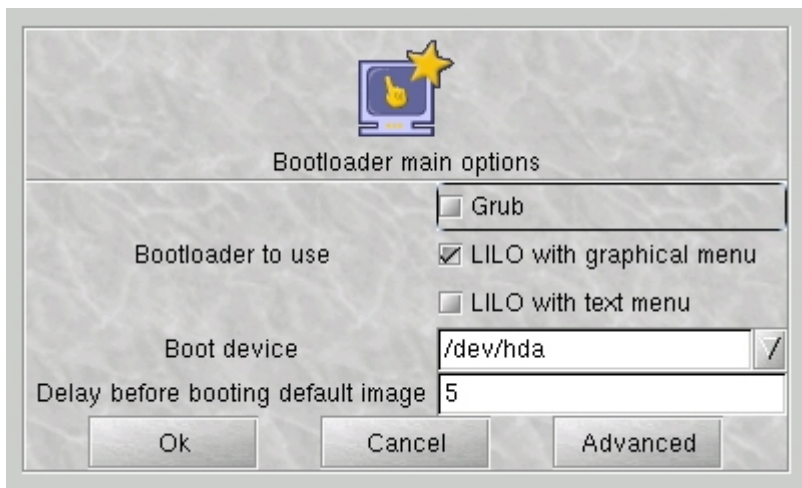 Bootloader main options
Grub
Bootloader to use
LILO with graphical menu
LILO with text menu
Boot device
/dev/hda
Delay before booting default image
5
Ok
Cancel
Advanced